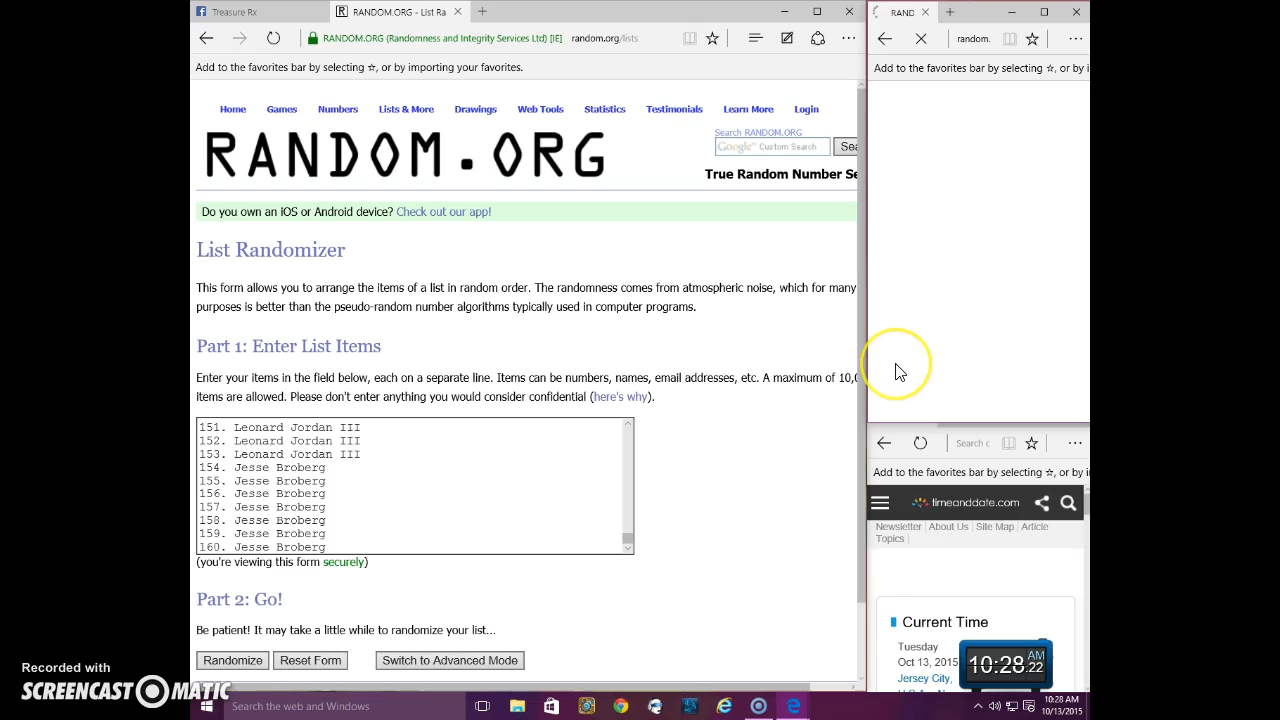 Treasure Rx
RANDOM.ORG - List Ra
RANDOM.ORG (Randomness and Integrity Services Ltd) [IE] random.org/lists
Add to the favorites bar by selecting ☆, or by importing your favorites.
Home Games Numbers Lists & More Drawings Web Tools Statistics Testimonials Learn More Login
RANDOM.ORG
Search RANDOM.ORG
Google™ Custom Search
Sea
True Random Number Se
Do you own an iOS or Android device? Check out our app!
List Randomizer
This form allows you to arrange the items of a list in random order. The randomness comes from atmospheric noise, which for many
purposes is better than the pseudo-random number algorithms typically used in computer programs.
Part 1: Enter List Items
Enter your items in the field below, each on a separate line. Items can be numbers, names, email addresses, etc. A maximum of 10,0
items are allowed. Please don't enter anything you would consider confidential (here's why).
151. Leonard Jordan III
152. Leonard Jordan III
153. Leonard Jordan III
154. Jesse Broberg
155. Jesse Broberg
156. Jesse Broberg
157. Jesse Broberg
158. Jesse Broberg
159. Jesse Broberg
160. Jesse Broberg
(you're viewing this form securely)
Part 2: Go!
Be patient! It may take a little while to randomize your list...
Randomize Reset Form Switch to Advanced Mode
RAND
random.
Add to the favorites bar by selecting ☆, or by i
Search c
Add to the favorites bar by selecting ☆, or by i
timeanddate.com
Newsletter About Us Site Map Article
Topics
Current Time
Tuesday
Oct 13, 2015
Jersey City,
10:28 AM 22
Recorded with
SCREENCAST-O-MATIC
Search the web and Windows
10:28 AM
10/13/2015